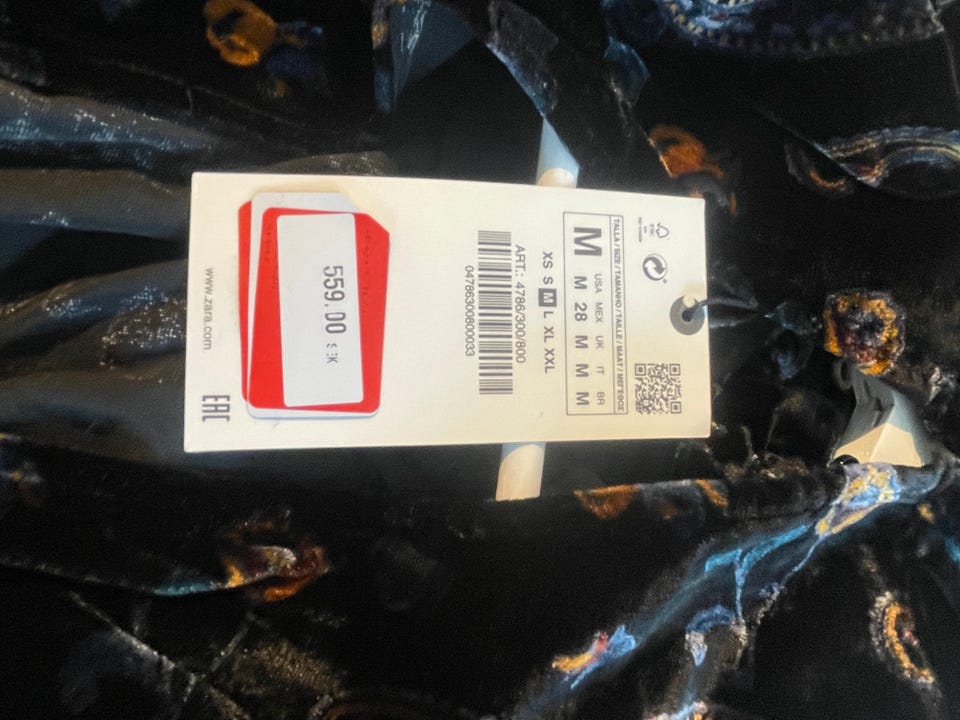 TALLA / SIZE / TAMANHO / TAILLE / MAAT / ΜΕΓΕΘΟΣ
USA MEX UK IT BR
M M 28 M M M
XS S M L XL XXL
ART.: 4786/300/800
04786300800033
559.00
www.zara.com
EAC